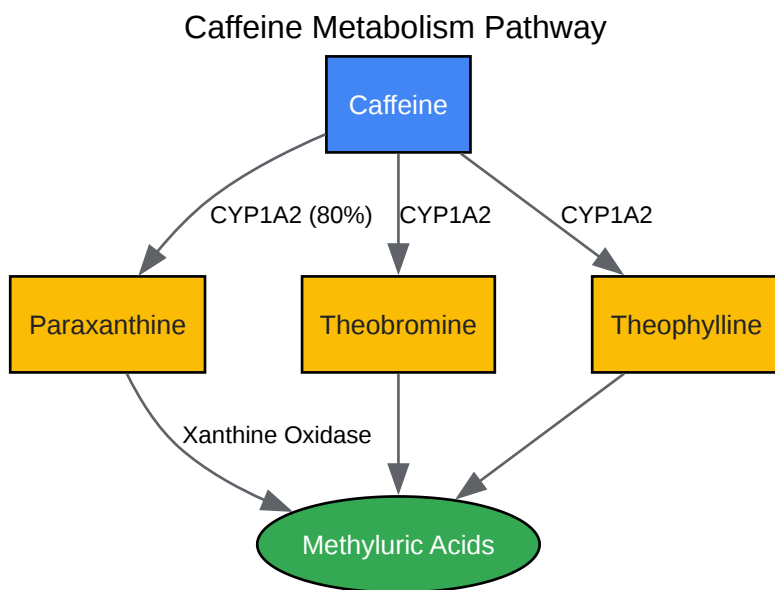 Caffeine Metabolism Pathway
Caffeine
CYP1A2 (80%)
CYP1A2
CYP1A2
Paraxanthine
Theobromine
Theophylline
Xanthine Oxidase
Methyluric Acids